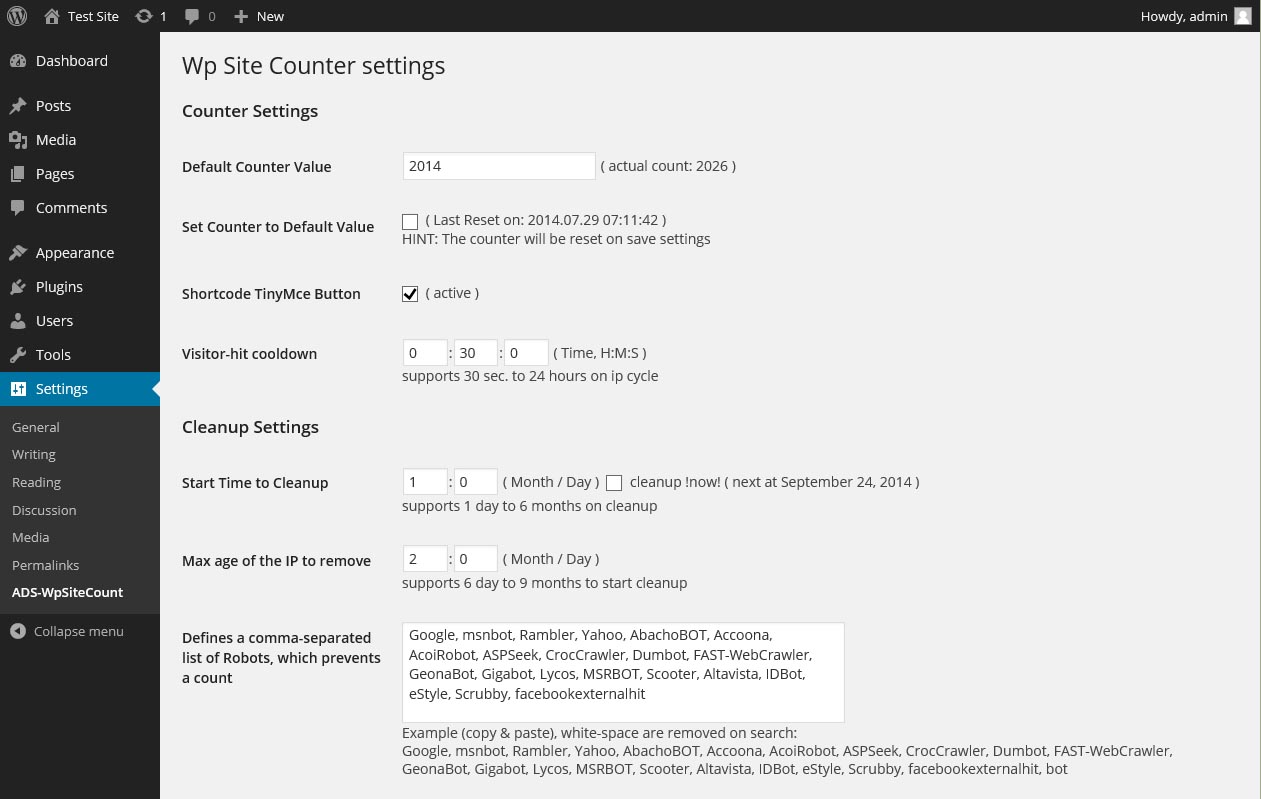 Test Site 1 0 New Howdy, admin
Dashboard
Posts
Media
Pages
Comments
Appearance
Plugins
Users
Tools
Settings
General
Writing
Reading
Discussion
Media
Permalinks
ADS-WpSiteCount
Collapse menu
Wp Site Counter settings
Counter Settings
Default Counter Value 2014 ( actual count: 2026 )
Set Counter to Default Value ( Last Reset on: 2014.07.29 07:11:42 )
HINT: The counter will be reset on save settings
Shortcode TinyMce Button ( active )
Visitor-hit cooldown 0 : 30 : 0 ( Time, H:M:S )
supports 30 sec. to 24 hours on ip cycle
Cleanup Settings
Start Time to Cleanup 1 : 0 ( Month / Day ) cleanup !now! ( next at September 24, 2014 )
supports 1 day to 6 months on cleanup
Max age of the IP to remove 2 : 0 ( Month / Day )
supports 6 day to 9 months to start cleanup
Defines a comma-separated
list of Robots, which prevents
a count
Google, msnbot, Rambler, Yahoo, AbachoBOT, Accoona,
AcoiRobot, ASPSeek, CrocCrawler, Dumbot, FAST-WebCrawler,
GeonaBot, Gigabot, Lycos, MSRBOT, Scooter, Altavista, IDBot,
eStyle, Scrubby, facebookexternalhit
Example (copy & paste), white-space are removed on search:
Google, msnbot, Rambler, Yahoo, AbachoBOT, Accoona, AcoiRobot, ASPSeek, CrocCrawler, Dumbot, FAST-WebCrawler,
GeonaBot, Gigabot, Lycos, MSRBOT, Scooter, Altavista, IDBot, eStyle, Scrubby, facebookexternalhit, bot